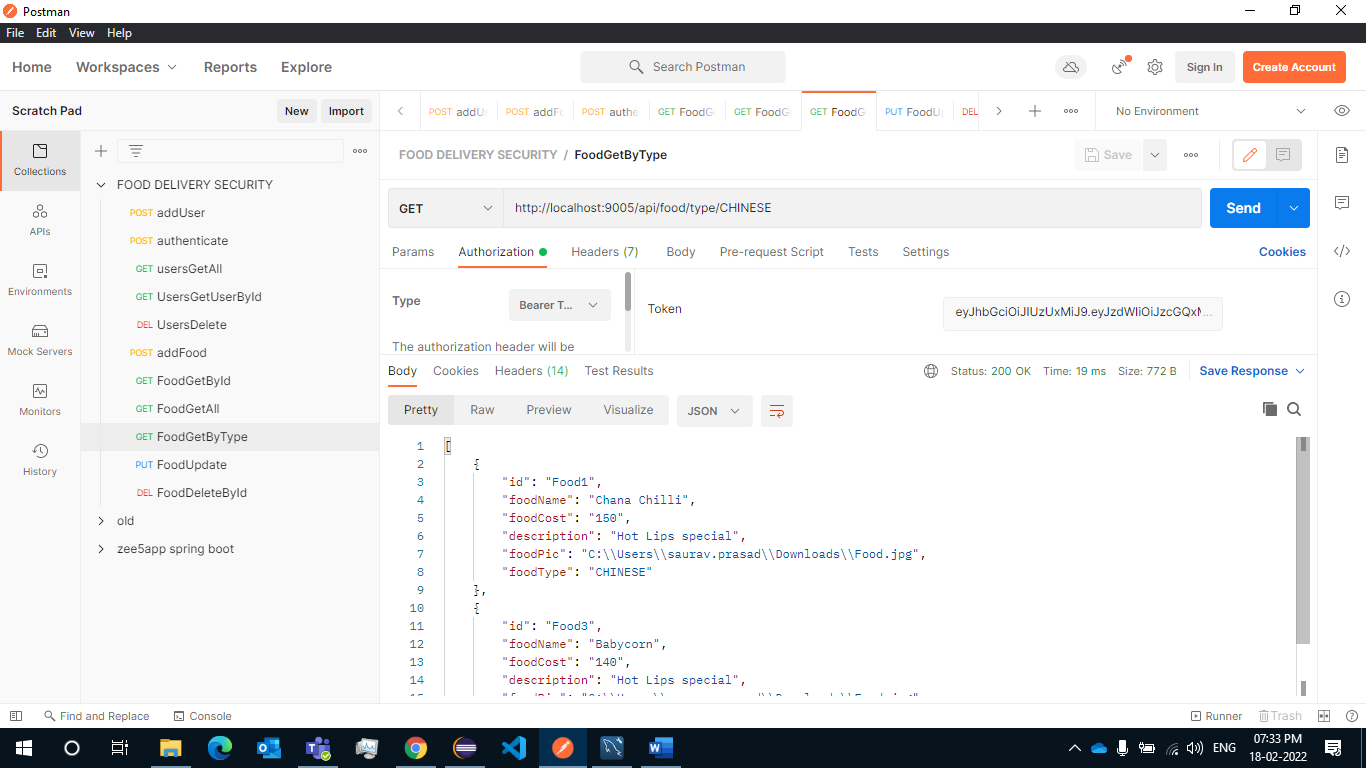 Postman
File Edit View Help
Home Workspaces Reports Explore Search Postman Sign In Create Account
Scratch Pad New Import
POST addU POST addF POST authe GET FoodG GET FoodG GET FoodG PUT FoodU DEL No Environment
FOOD DELIVERY SECURITY / FoodGetByType Save
GET http://localhost:9005/api/food/type/CHINESE Send
Params Authorization Headers (7) Body Pre-request Script Tests Settings Cookies
Type Bearer T... Token eyJhbGciOiJIUzUxMiJ9.eyJzdWIiOiJzcGQxM...
The authorization header will be
Collections
APIs
Environments
Mock Servers
Monitors
History
FOOD DELIVERY SECURITY
POST addUser
POST authenticate
GET usersGetAll
GET UsersGetUserById
DEL UsersDelete
POST addFood
GET FoodGetById
GET FoodGetAll
GET FoodGetByType
PUT FoodUpdate
DEL FoodDeleteById
old
zee5app spring boot
Body Cookies Headers (14) Test Results Status: 200 OK Time: 19 ms Size: 772 B Save Response
Pretty Raw Preview Visualize JSON
1 [
2 {
3 "id": "Food1",
4 "foodName": "Chana Chilli",
5 "foodCost": "150",
6 "description": "Hot Lips special",
7 "foodPic": "C:\\Users\\saurav.prasad\\Downloads\\Food.jpg",
8 "foodType": "CHINESE"
9 },
10 {
11 "id": "Food3",
12 "foodName": "Babycorn",
13 "foodCost": "140",
14 "description": "Hot Lips special",
Find and Replace Console Runner Trash
ENG 07:33 PM
18-02-2022